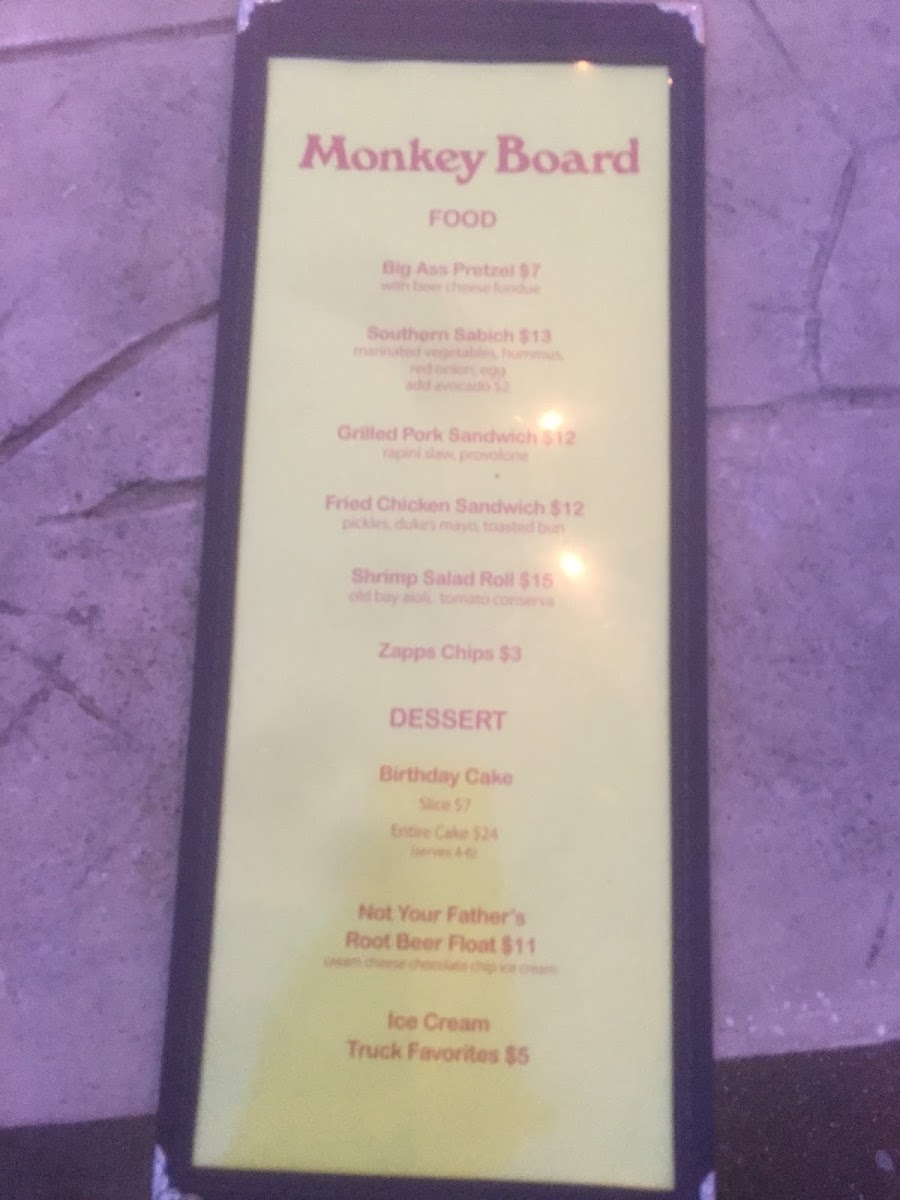 Monkey Board
FOOD
Big Ass Pretzel $7
with beer cheese fondue
Southern Sabich $13
marinated vegetables, hummus,
red onion, egg
add avocado $2
Grilled Pork Sandwich $12
rapini slaw, provolone
Fried Chicken Sandwich $12
pickles, duke's mayo, toasted bun
Shrimp Salad Roll $15
old bay aioli, tomato conserva
Zapps Chips $3
DESSERT
Birthday Cake
Slice $7
Entire Cake $24
(serves 4-6)
Not Your Father's
Root Beer Float $11
cream cheese chocolate chip ice cream
Ice Cream
Truck Favorites $5